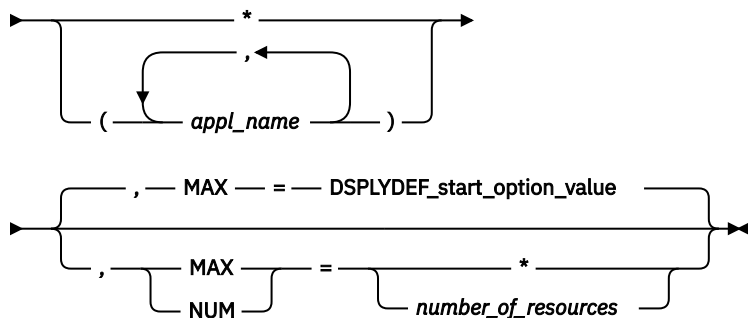 *
,
( appl_name )
, MAX = DSPLYDEF_start_option_value
, MAX = *
NUM number_of_resources